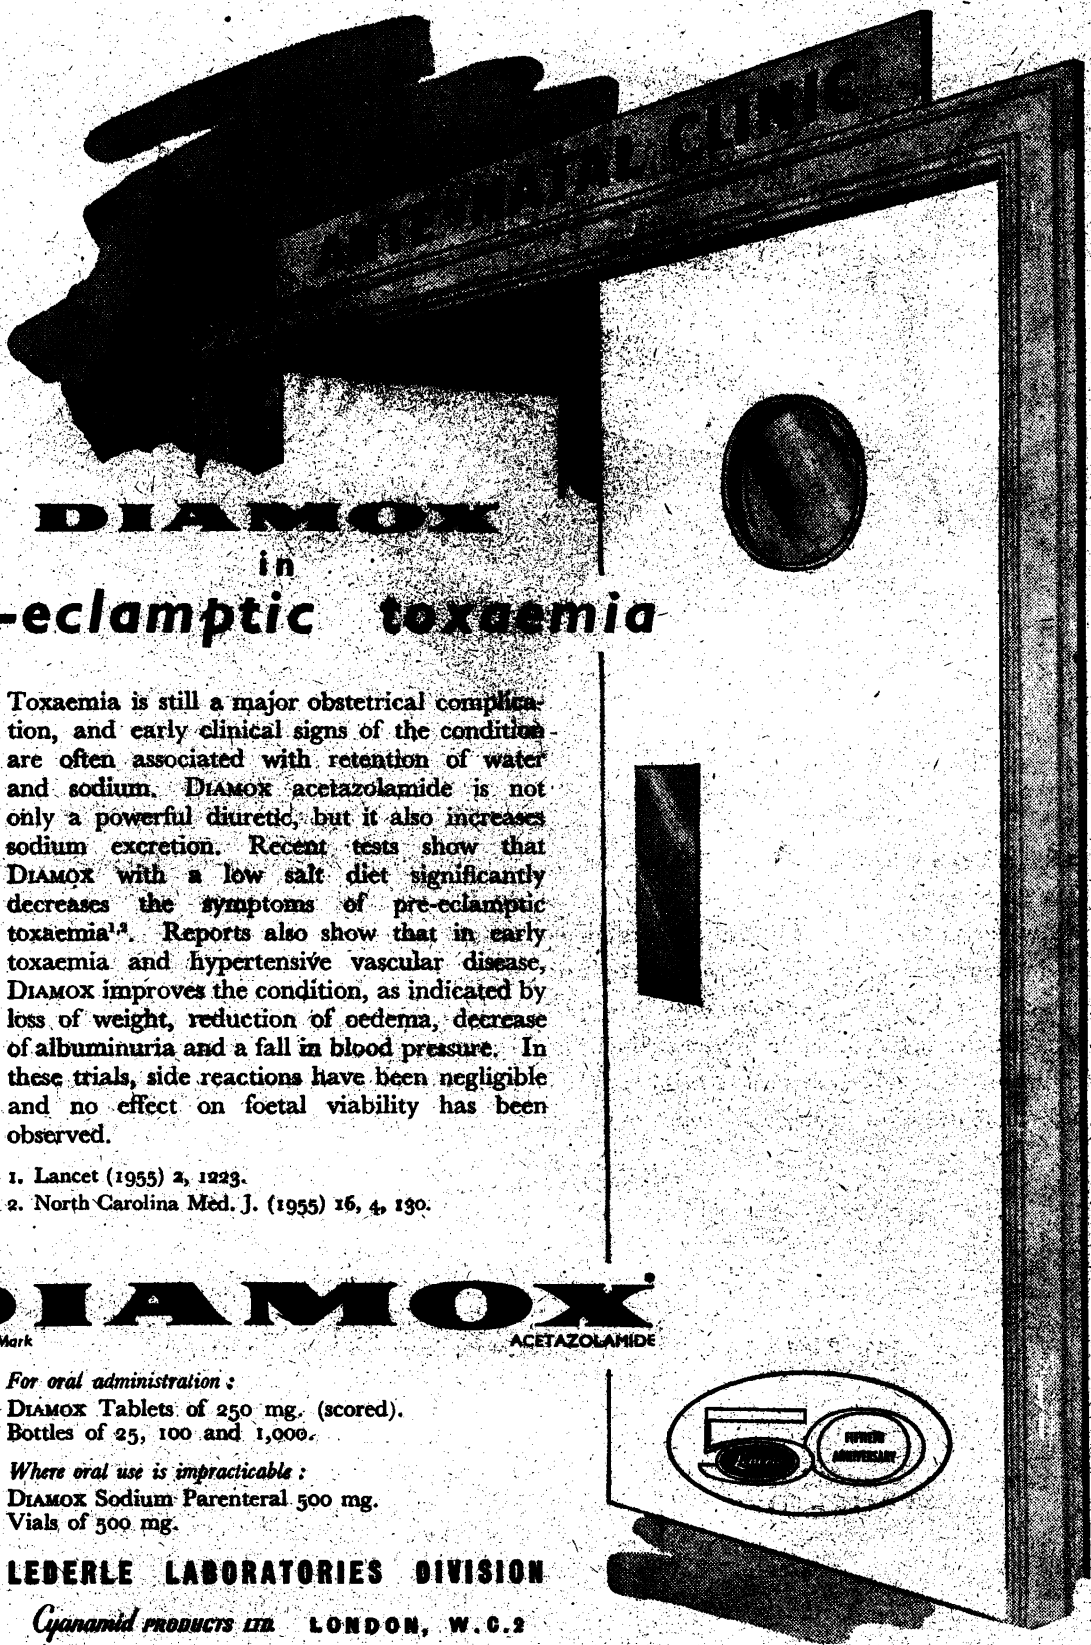 ANTE-NATAL CLINIC
DIAMOX
in
-eclamptic toxaemia
Toxaemia is still a major obstetrical complica-
tion, and early clinical signs of the condition
are often associated with retention of water
and sodium. DIAMOX acetazolamide is not
only a powerful diuretic, but it also increases
sodium excretion. Recent tests show that
DIAMOX with a low salt diet significantly
decreases the symptoms of pre-eclamptic
toxaemia¹,². Reports also show that in early
toxaemia and hypertensive vascular disease,
DIAMOX improves the condition, as indicated by
loss of weight, reduction of oedema, decrease
of albuminuria and a fall in blood pressure. In
these trials, side reactions have been negligible
and no effect on foetal viability has been
observed.
1. Lancet (1955) 2, 1223.
2. North Carolina Med. J. (1955) 16, 4, 130.
DIAMOX
Mark ACETAZOLAMIDE
For oral administration :
DIAMOX Tablets of 250 mg. (scored).
Bottles of 25, 100 and 1,000.
Where oral use is impracticable :
DIAMOX Sodium Parenteral 500 mg.
Vials of 500 mg.
50
Lederle
FIFTIETH
ANNIVERSARY
LEDERLE LABORATORIES DIVISION
Cyanamid PRODUCTS LTD. LONDON, W.C.2